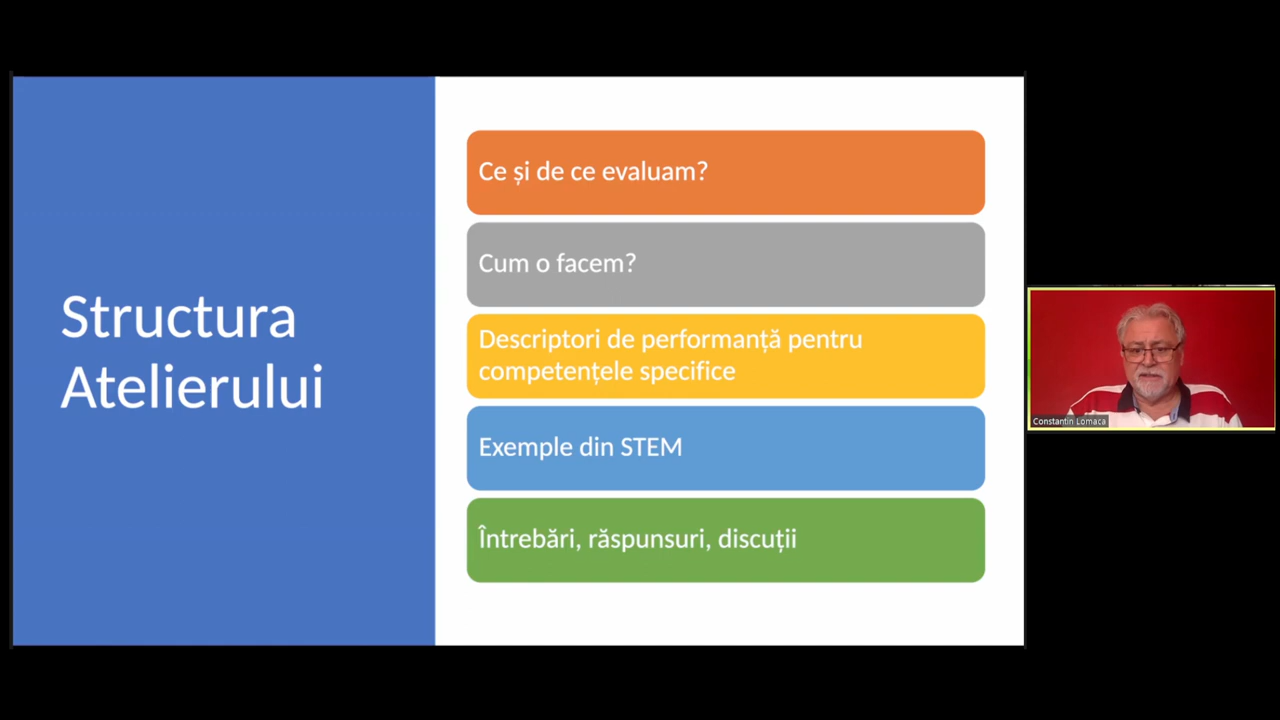 Structura
Atelierului
Ce și de ce evaluam?
Cum o facem?
Descriptori de performanță pentru
competențele specifice
Exemple din STEM
Întrebări, răspunsuri, discuții
Constantin Lomaca